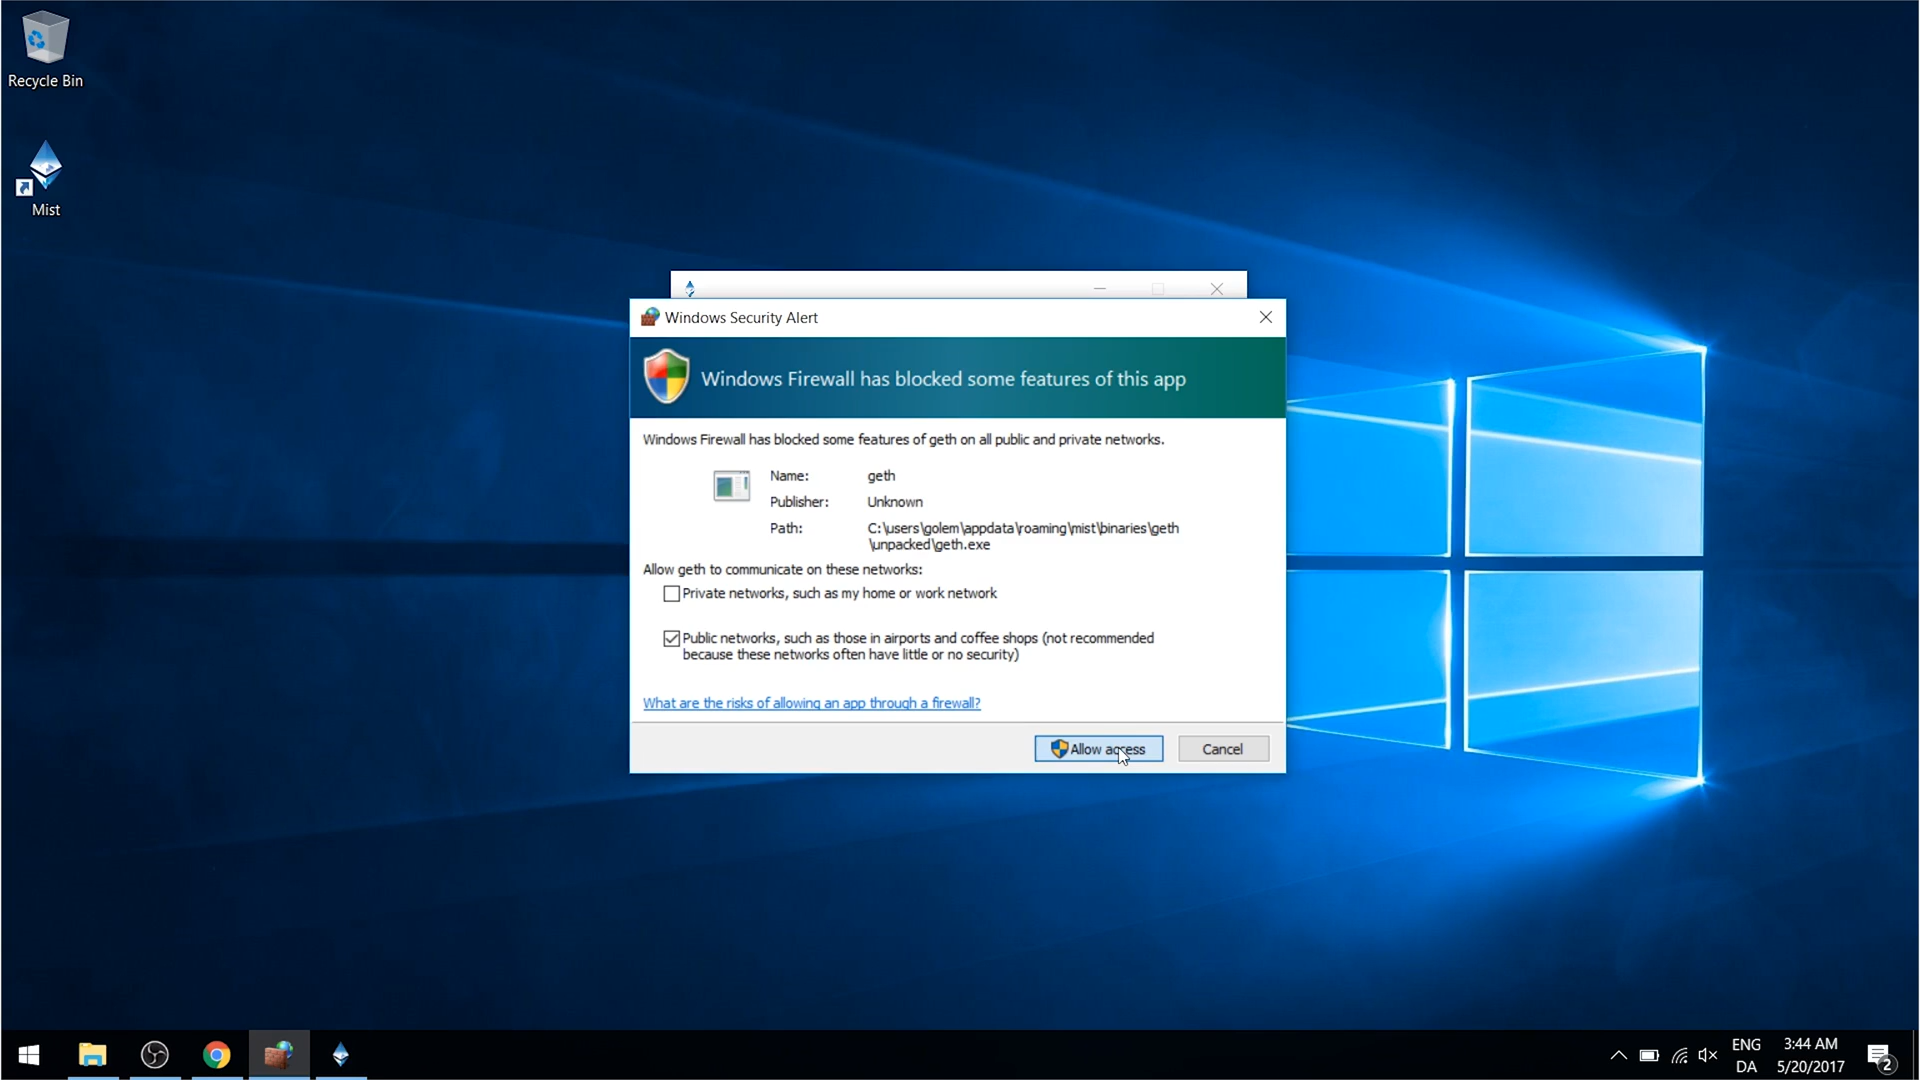 Recycle Bin
Mist
Windows Security Alert
Windows Firewall has blocked some features of this app
Windows Firewall has blocked some features of geth on all public and private networks.
Name: geth
Publisher: Unknown
Path: C:\users\golem\appdata\roaming\mist\binaries\geth
\unpacked\geth.exe
Allow geth to communicate on these networks:
Private networks, such as my home or work network
Public networks, such as those in airports and coffee shops (not recommended
because these networks often have little or no security)
What are the risks of allowing an app through a firewall?
Allow access Cancel
ENG 3:44 AM
DA 5/20/2017
2